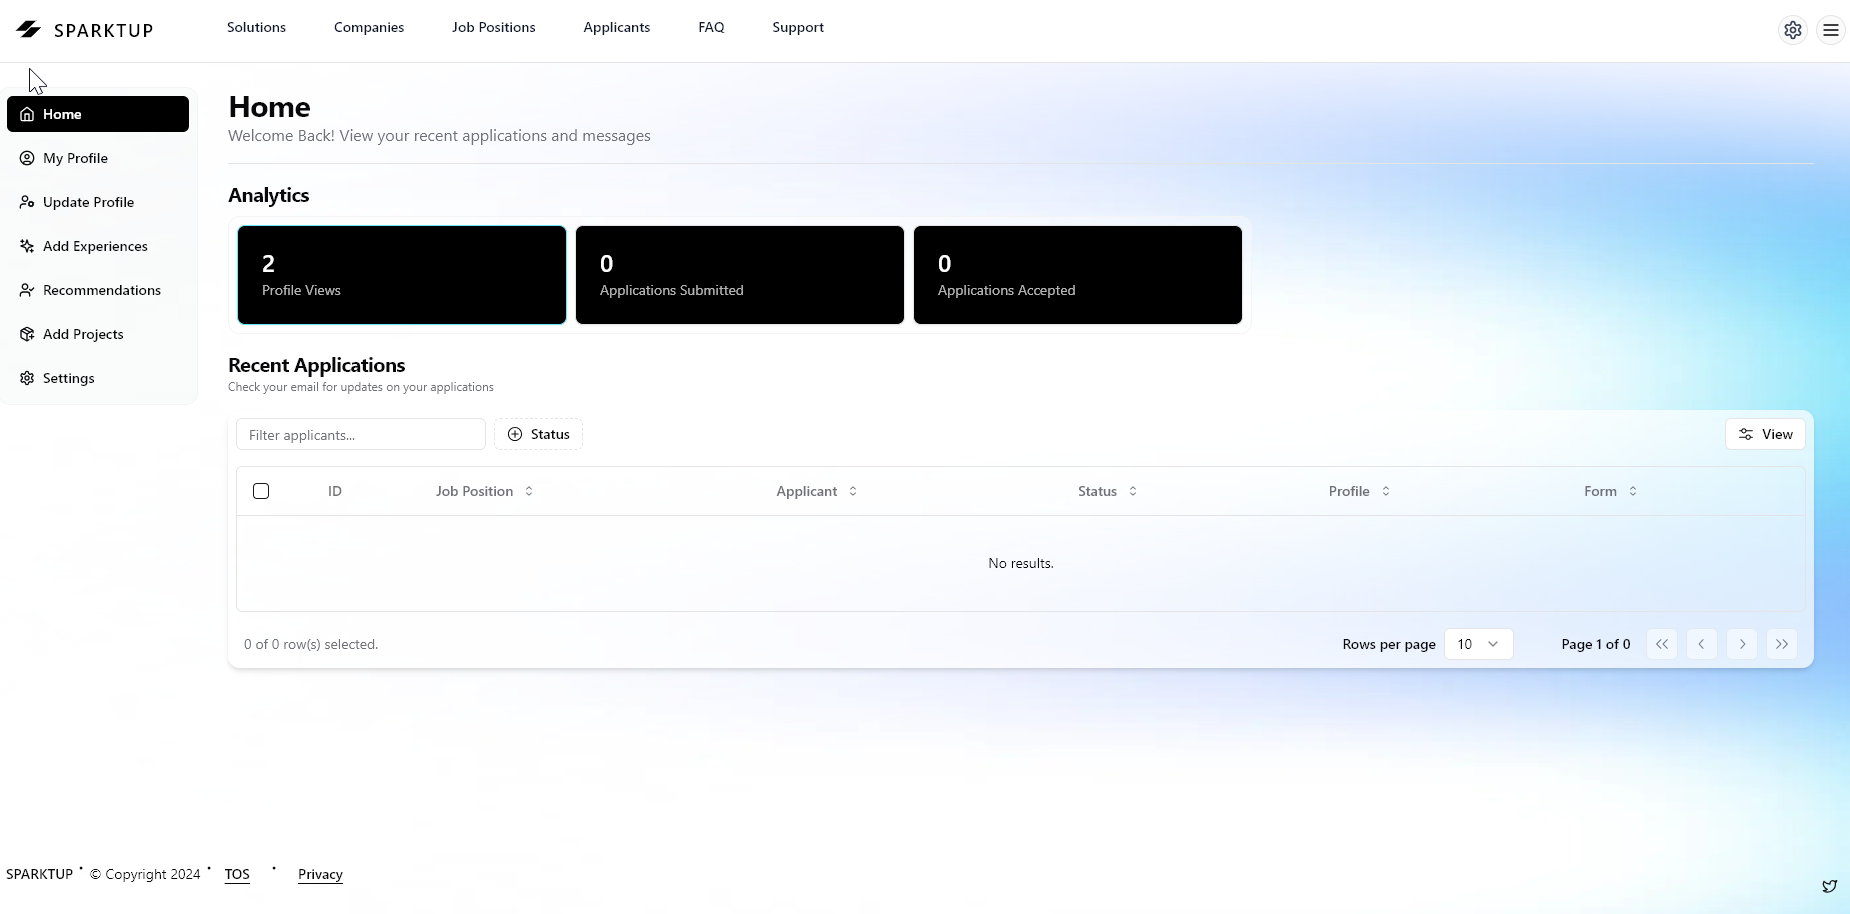 SPARKTUP
Solutions Companies Job Positions Applicants FAQ Support
Home
My Profile
Update Profile
Add Experiences
Recommendations
Add Projects
Settings
Home
Welcome Back! View your recent applications and messages
Analytics
2
Profile Views
0
Applications Submitted
0
Applications Accepted
Recent Applications
Check your email for updates on your applications
Filter applicants... Status View
ID Job Position Applicant Status Profile Form
No results.
0 of 0 row(s) selected. Rows per page 10 Page 1 of 0
SPARKTUP · © Copyright 2024 · TOS · Privacy